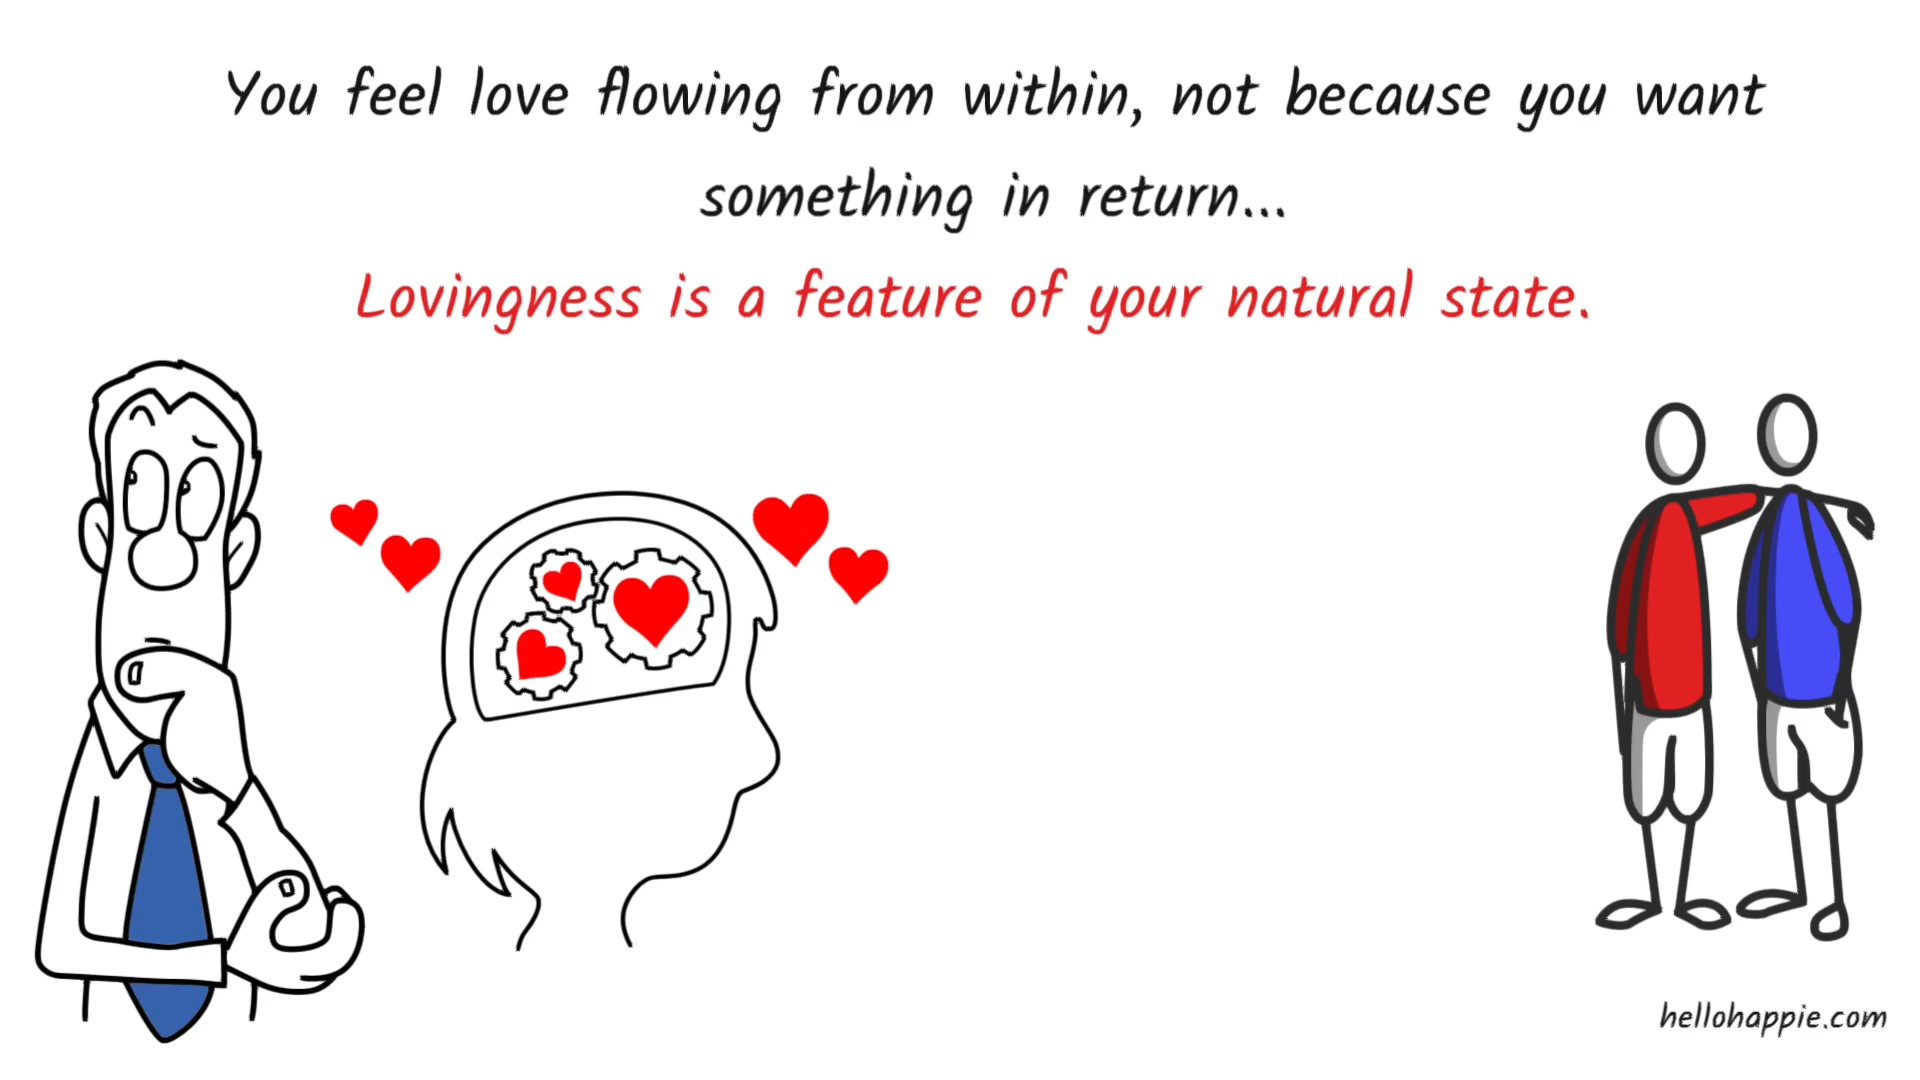 You feel love flowing from within, not because you want
something in return...
Lovingness is a feature of your natural state.
hellohappie.com